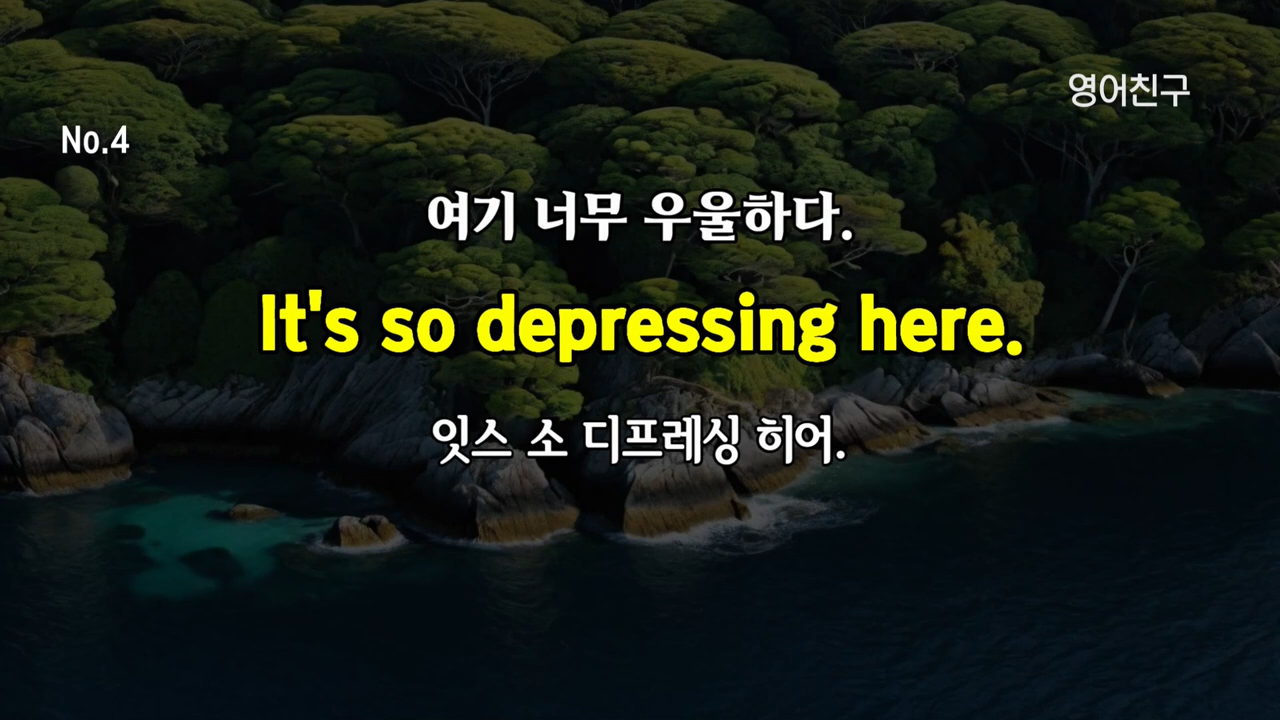 영어친구
No.4
여기 너무 우울하다.
It's so depressing here.
잇스 소 디프레싱 히어.